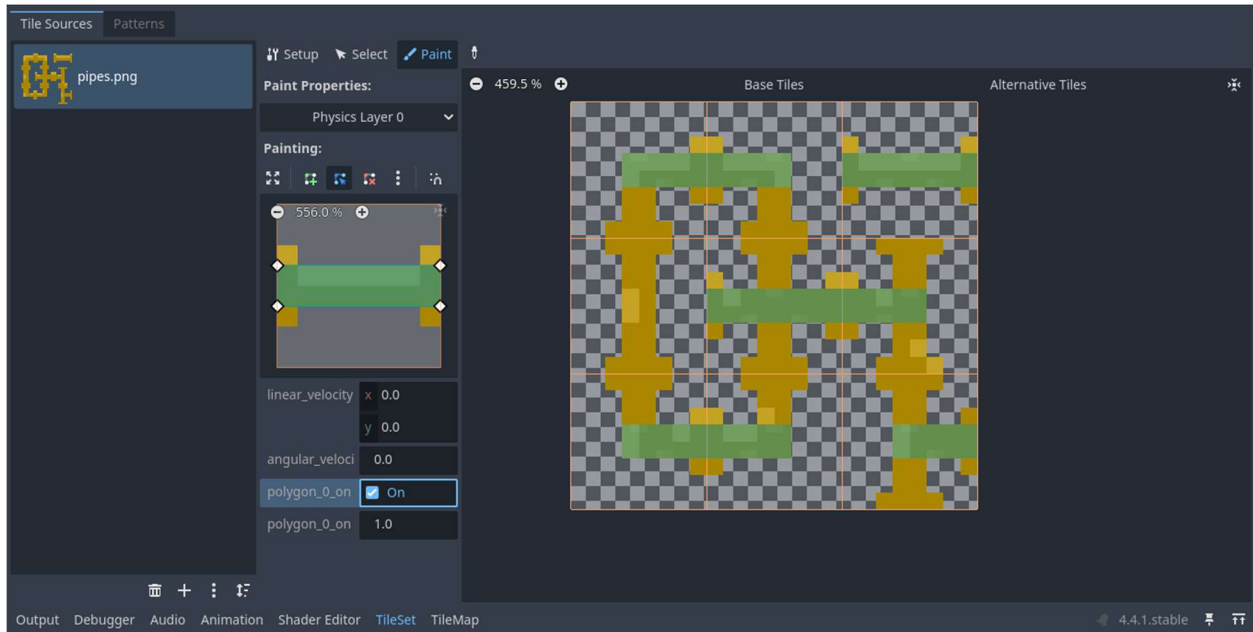 Tile Sources Patterns
pipes.png
Setup Select Paint
Paint Properties:
Physics Layer 0
Painting:
556.0 %
linear_velocity x 0.0
y 0.0
angular_veloci 0.0
polygon_0_on On
polygon_0_on 1.0
459.5 % Base Tiles Alternative Tiles
Output Debugger Audio Animation Shader Editor TileSet TileMap 4.4.1.stable